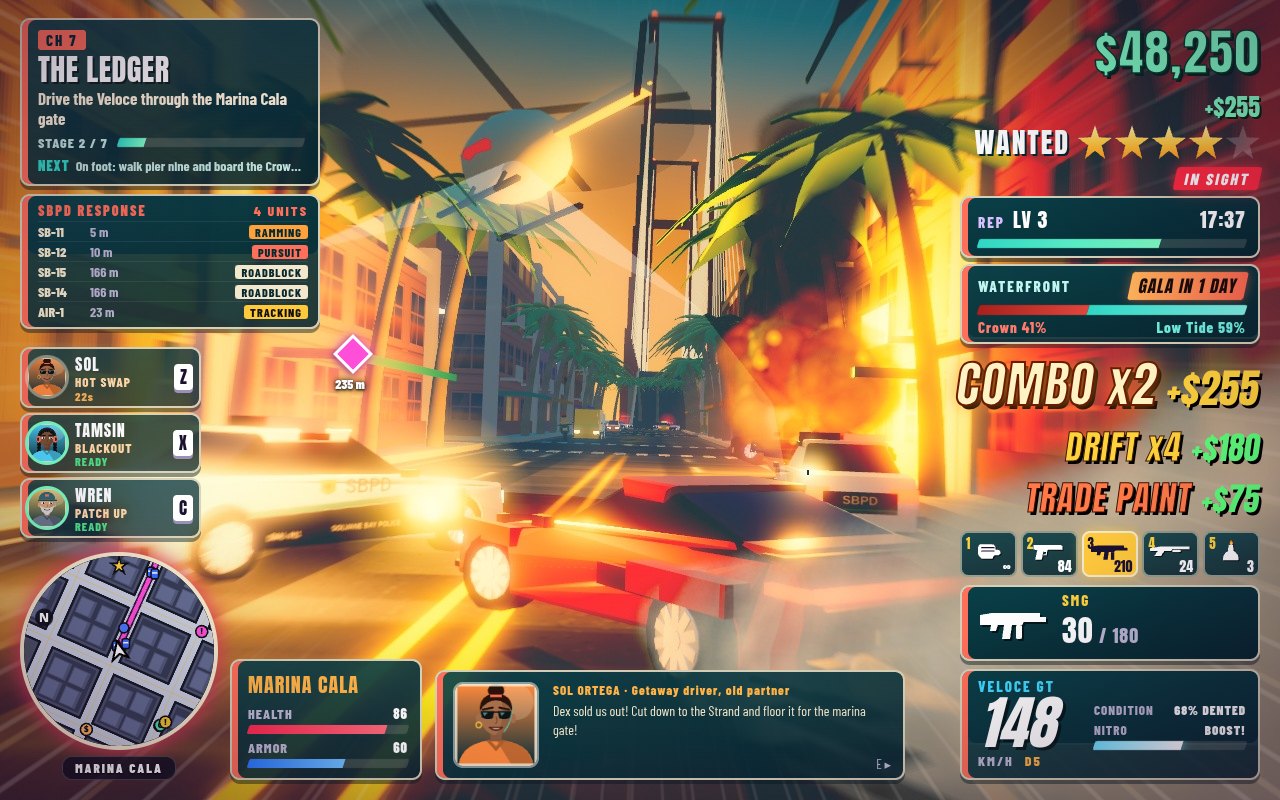 CH 7
THE LEDGER
Drive the Veloce through the Marina Cala
gate
STAGE 2 / 7
NEXT On foot: walk pier nine and board the Crow...
SBPD RESPONSE 4 UNITS
SB-11 5 m RAMMING
SB-12 10 m PURSUIT
SB-15 166 m ROADBLOCK
SB-14 166 m ROADBLOCK
AIR-1 23 m TRACKING
SOL
HOT SWAP
22s
Z
TAMSIN
BLACKOUT
READY
X
WREN
PATCH UP
READY
C
N
MARINA CALA
235 m
SBPD
SOLVANE BAY POLICE
SBPD
MARINA CALA
HEALTH 86
ARMOR 60
SOL ORTEGA · Getaway driver, old partner
Dex sold us out! Cut down to the Strand and floor it for the marina
gate!
E ▸
$48,250
+$255
WANTED
IN SIGHT
REP LV 3 17:37
WATERFRONT GALA IN 1 DAY
Crown 41% Low Tide 59%
COMBO x2 +$255
DRIFT x4 +$180
TRADE PAINT +$75
1 ∞
2 84
3 210
4 24
5 3
SMG
30 / 180
VELOCE GT
148
KM/H D5
CONDITION 68% DENTED
NITRO BOOST!